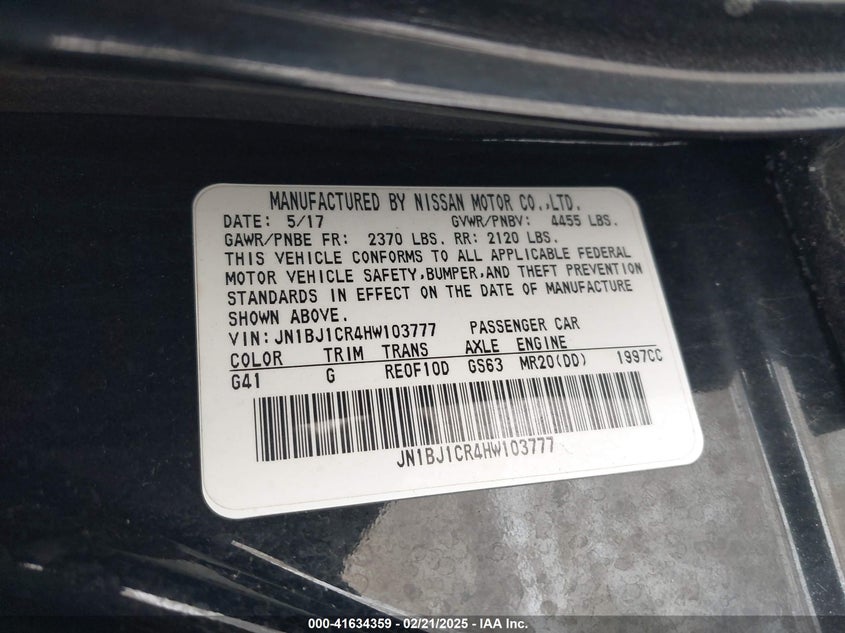 MANUFACTURED BY NISSAN MOTOR CO.,LTD.
DATE: 5/17 GVWR/PNBV: 4455 LBS.
GAWR/PNBE FR: 2370 LBS. RR: 2120 LBS.
THIS VEHICLE CONFORMS TO ALL APPLICABLE FEDERAL
MOTOR VEHICLE SAFETY,BUMPER,AND THEFT PREVENTION
STANDARDS IN EFFECT ON THE DATE OF MANUFACTURE
SHOWN ABOVE.
VIN: JN1BJ1CR4HW103777 PASSENGER CAR
COLOR TRIM TRANS AXLE ENGINE
G41 G RE0F10D GS63 MR20(DD) 1997CC
JN1BJ1CR4HW103777
000-41634359 - 02/21/2025 - IAA Inc.